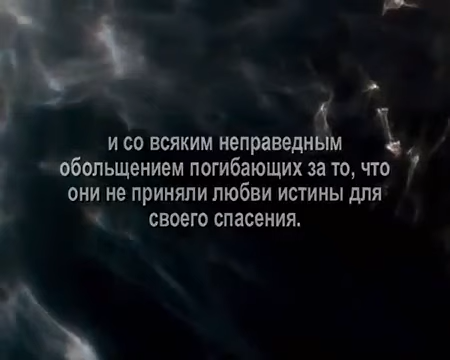 и со всяким неправедным
обольщением погибающих за то, что
они не приняли любви истины для
своего спасения.